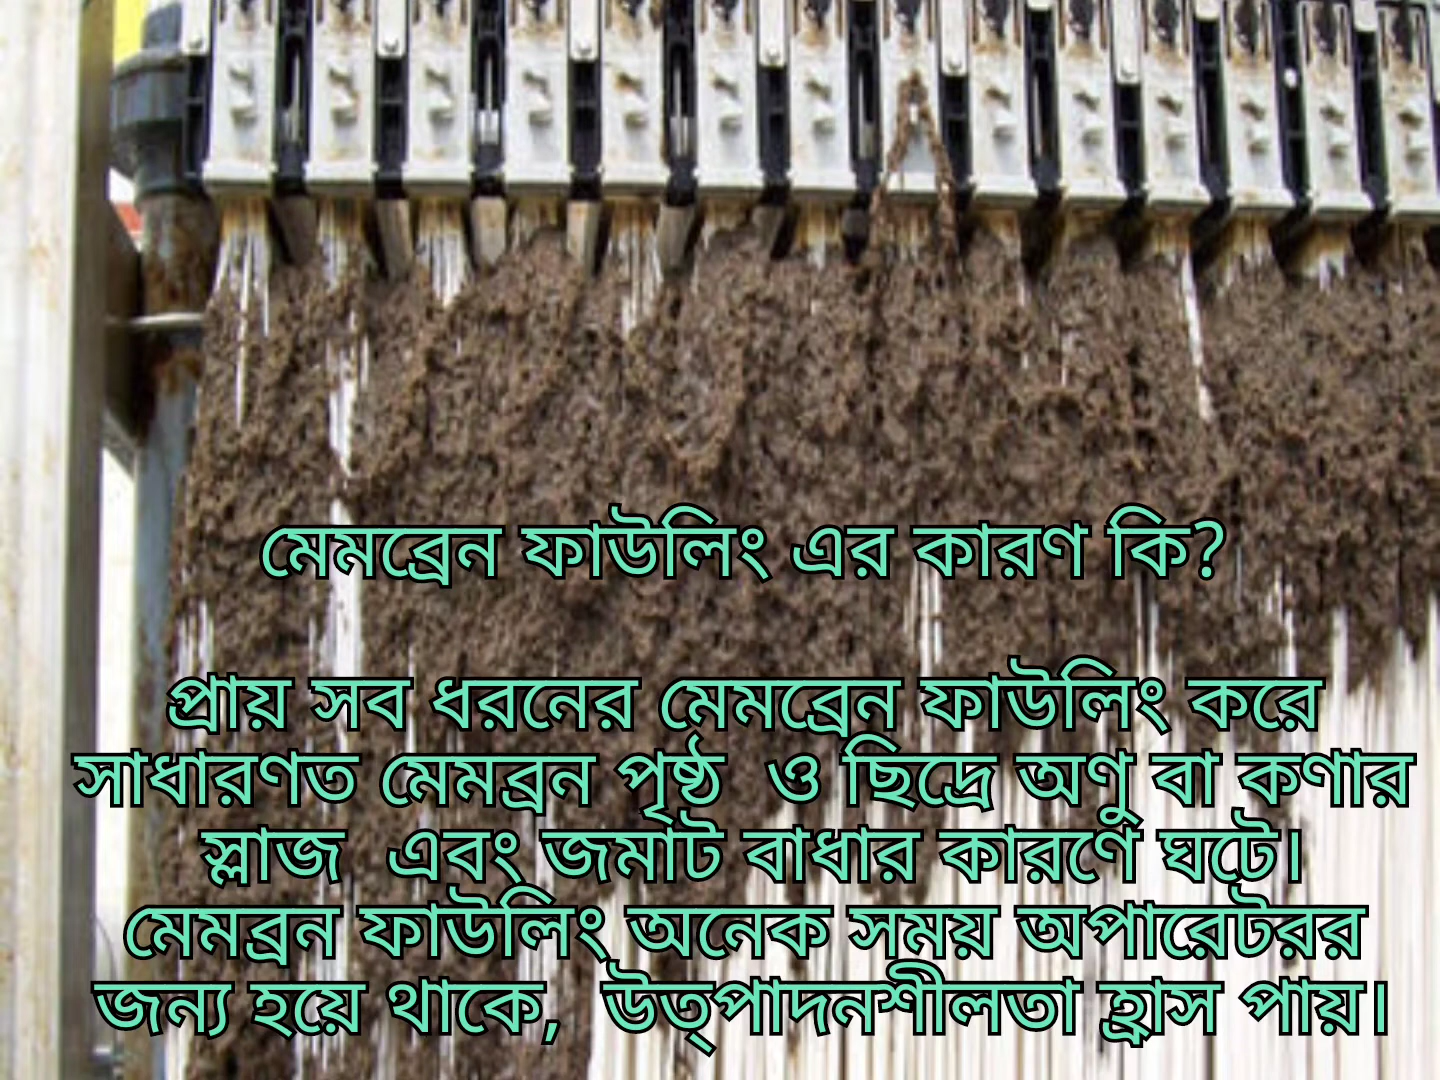 মেমব্রেন ফাউলিং এর কারণ কি?
প্রায় সব ধরনের মেমব্রেন ফাউলিং করে
সাধারণত মেমব্রন পৃষ্ঠ ও ছিদ্রে অণু বা কণার
স্লাজ এবং জমাট বাধার কারণে ঘটে।
মেমব্রন ফাউলিং অনেক সময় অপারেটরর
জন্য হয়ে থাকে, উত্পাদনশীলতা হ্রাস পায়।